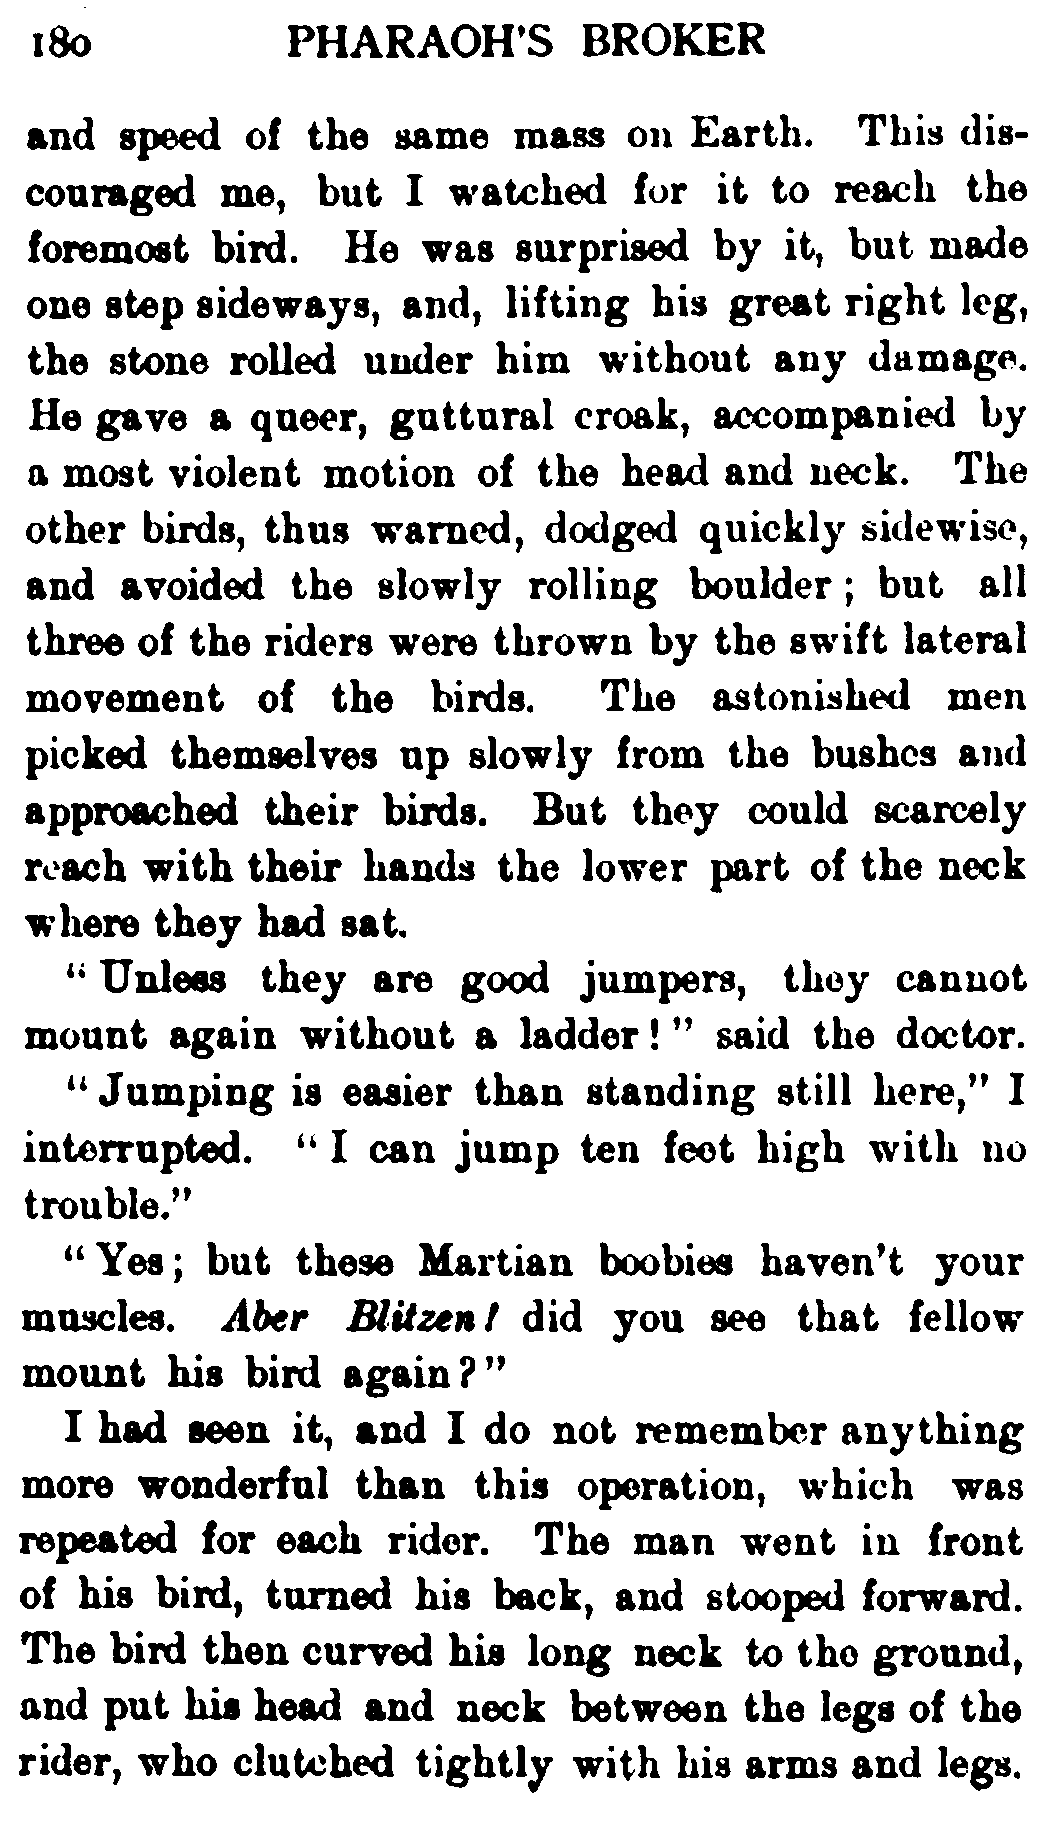 180 PHARAOH'S BROKER
and speed of the same mass on Earth. This dis-
couraged me, but I watched for it to reach the
foremost bird. He was surprised by it, but made
one step sideways, and, lifting his great right leg,
the stone rolled under him without any damage.
He gave a queer, guttural croak, accompanied by
a most violent motion of the head and neck. The
other birds, thus warned, dodged quickly sidewise,
and avoided the slowly rolling boulder; but all
three of the riders were thrown by the swift lateral
movement of the birds. The astonished men
picked themselves up slowly from the bushes and
approached their birds. But they could scarcely
reach with their hands the lower part of the neck
where they had sat.
"Unless they are good jumpers, they cannot
mount again without a ladder!" said the doctor.
"Jumping is easier than standing still here," I
interrupted. "I can jump ten feet high with no
trouble."
"Yes; but these Martian boobies haven't your
muscles. Aber Blitzen! did you see that fellow
mount his bird again?"
I had seen it, and I do not remember anything
more wonderful than this operation, which was
repeated for each rider. The man went in front
of his bird, turned his back, and stooped forward.
The bird then curved his long neck to the ground,
and put his head and neck between the legs of the
rider, who clutched tightly with his arms and legs.